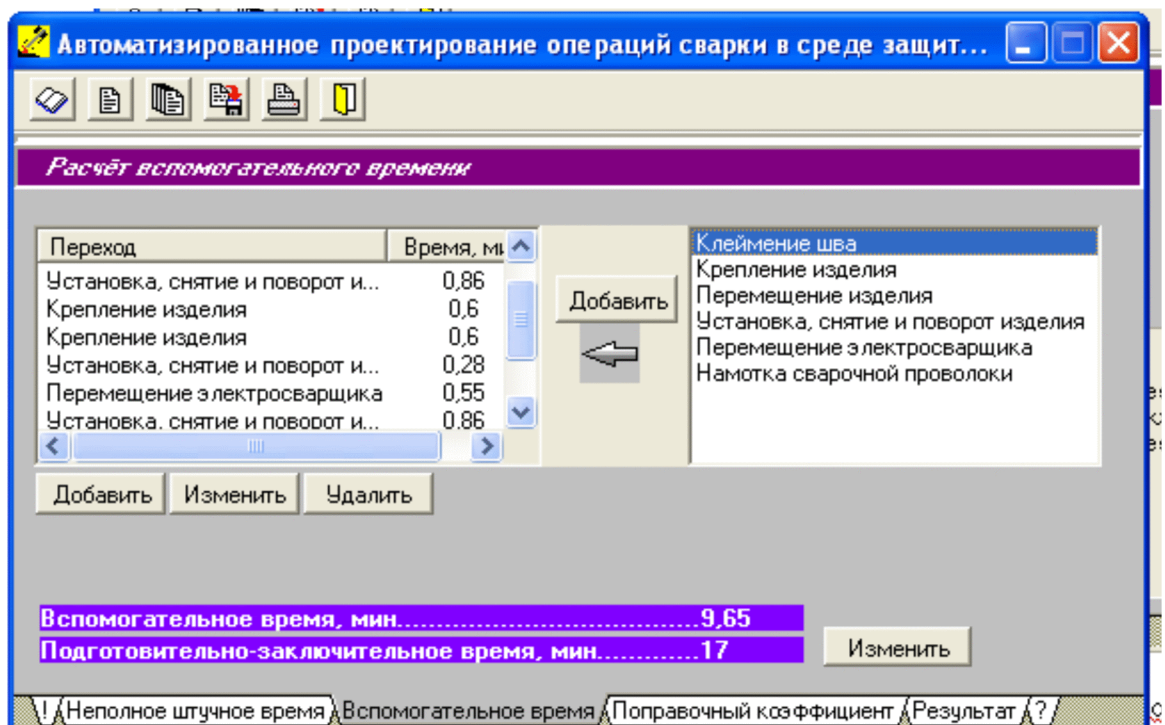 Автоматизированное проектирование операций сварки в среде защит...
Расчёт вспомогательного времени
Переход Время, ми
Установка, снятие и поворот и... 0,86
Крепление изделия 0,6
Крепление изделия 0,6
Установка, снятие и поворот и... 0,28
Перемещение электросварщика 0,55
Установка, снятие и поворот и... 0,86
Добавить
Клеймение шва
Крепление изделия
Перемещение изделия
Установка, снятие и поворот изделия
Перемещение электросварщика
Намотка сварочной проволоки
Добавить Изменить Удалить
Вспомогательное время, мин....................................9,65
Подготовительно-заключительное время, мин............17
Изменить
! Неполное штучное время Вспомогательное время Поправочный коэффициент Результат ?